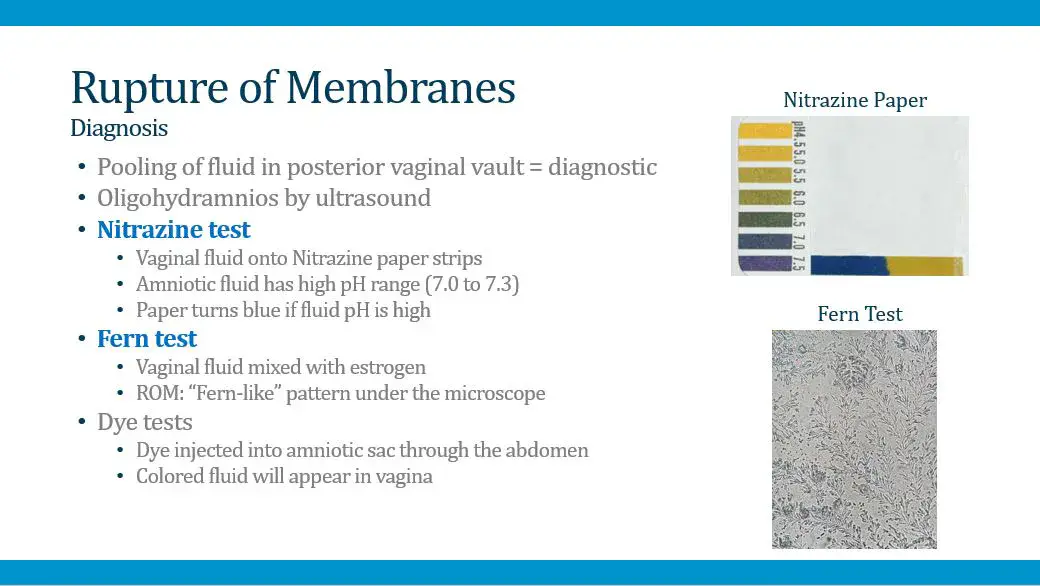 Rupture of Membranes
Diagnosis
• Pooling of fluid in posterior vaginal vault = diagnostic
• Oligohydramnios by ultrasound
• Nitrazine test
• Vaginal fluid onto Nitrazine paper strips
• Amniotic fluid has high pH range (7.0 to 7.3)
• Paper turns blue if fluid pH is high
• Fern test
• Vaginal fluid mixed with estrogen
• ROM: “Fern-like” pattern under the microscope
• Dye tests
• Dye injected into amniotic sac through the abdomen
• Colored fluid will appear in vagina
Nitrazine Paper
pH4.5 5.0 5.5 6.0 6.5 7.0 7.5
Fern Test